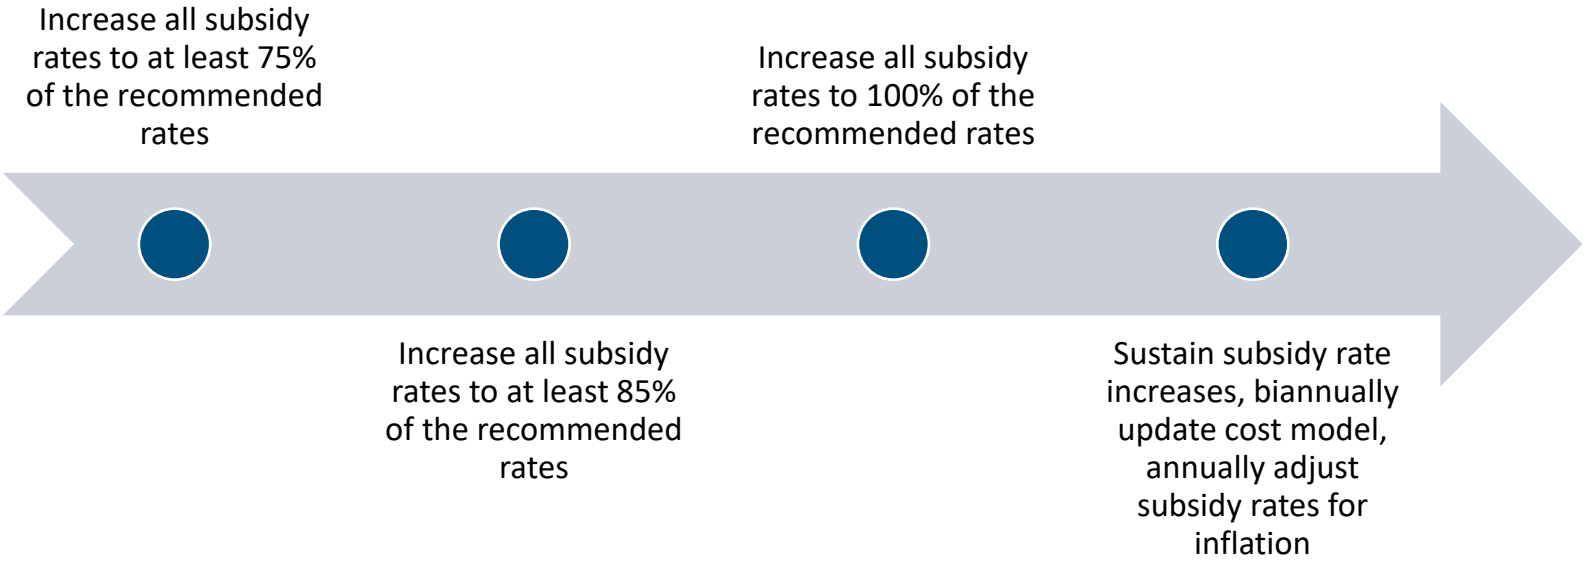 Increase all subsidy
rates to at least 75%
of the recommended
rates
Increase all subsidy
rates to at least 85%
of the recommended
rates
Increase all subsidy
rates to 100% of the
recommended rates
Sustain subsidy rate
increases, biannually
update cost model,
annually adjust
subsidy rates for
inflation